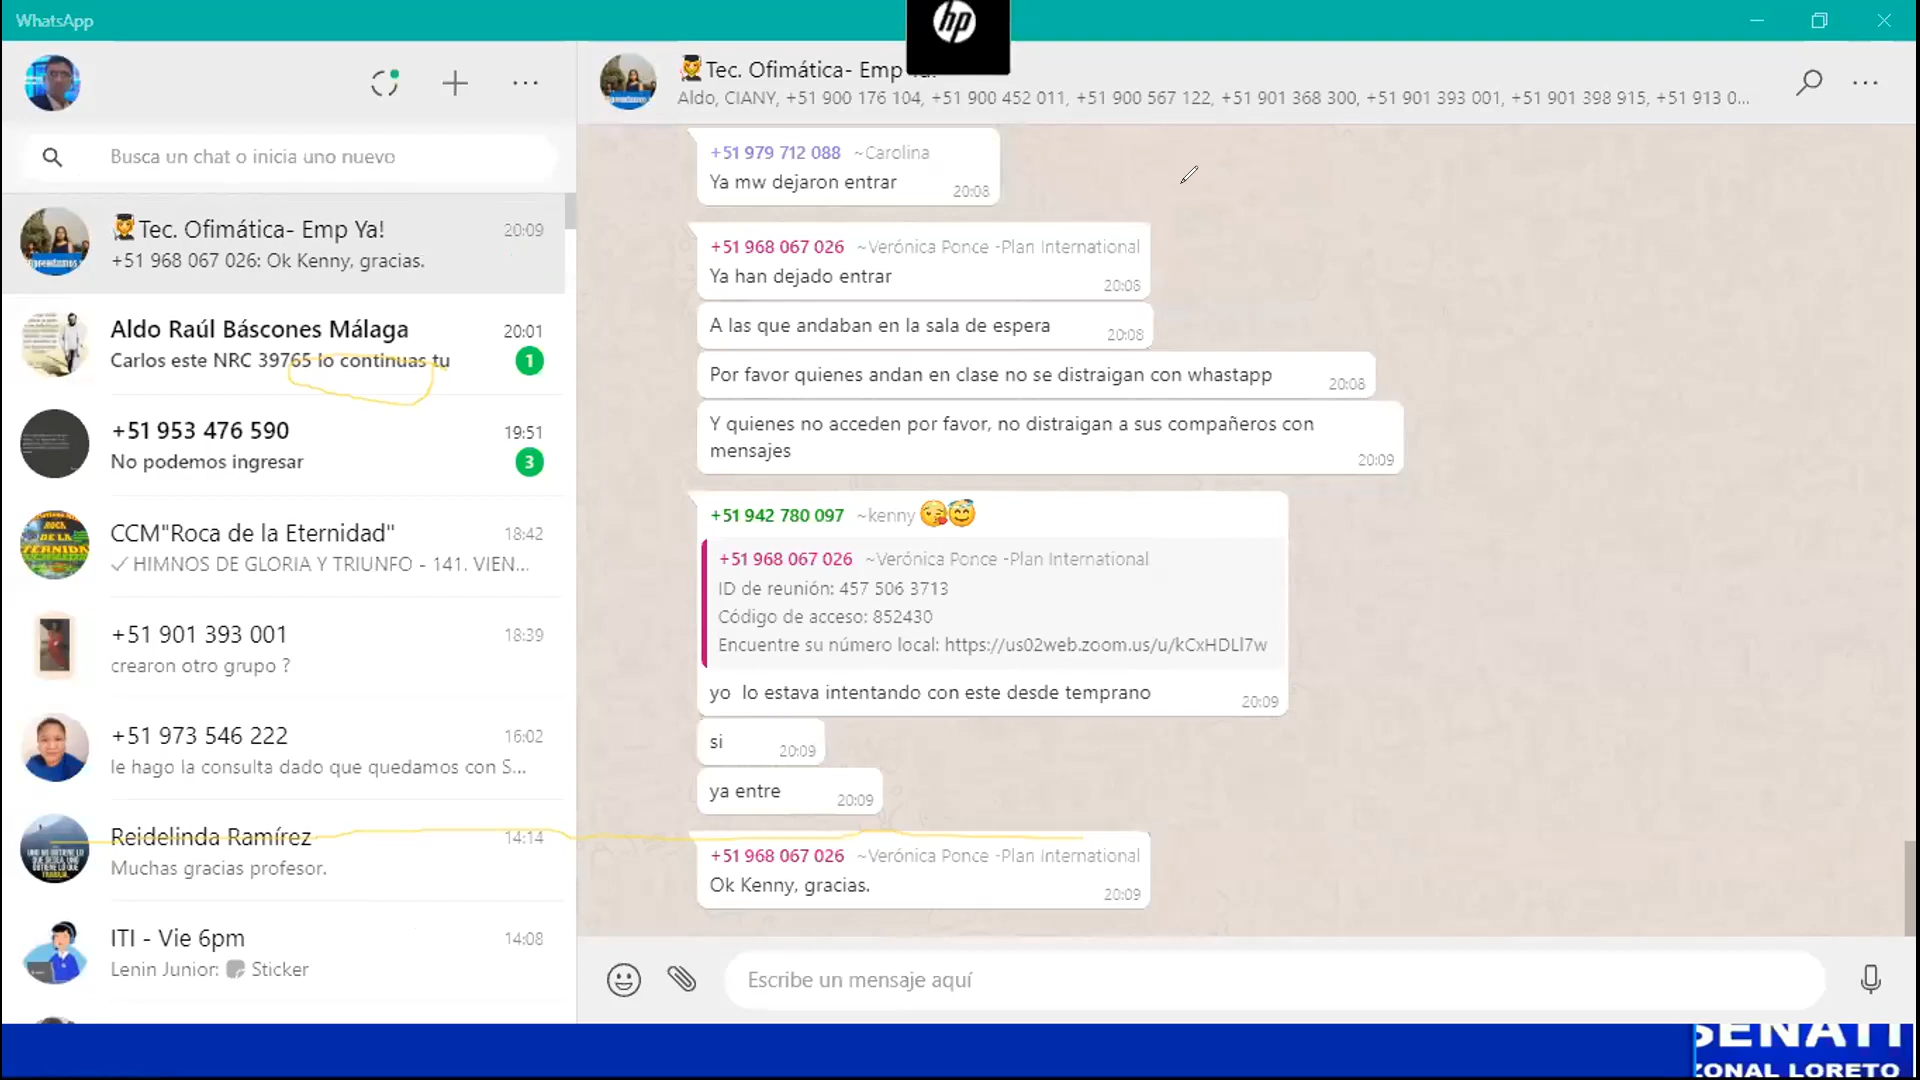 WhatsApp
hp
Busca un chat o inicia uno nuevo
Tec. Ofimática- Emp Ya!
20:09
+51 968 067 026: Ok Kenny, gracias.
Aldo Raúl Báscones Málaga
20:01
Carlos este NRC 39765 lo continuas tu
1
+51 953 476 590
19:51
No podemos ingresar
3
CCM"Roca de la Eternidad"
18:42
HIMNOS DE GLORIA Y TRIUNFO - 141. VIEN...
+51 901 393 001
18:39
crearon otro grupo ?
+51 973 546 222
16:02
le hago la consulta dado que quedamos con S...
Reidelinda Ramírez
14:14
Muchas gracias profesor.
ITI - Vie 6pm
14:08
Lenin Junior: Sticker
Tec. Ofimática- Emp
Aldo, CIANY, +51 900 176 104, +51 900 452 011, +51 900 567 122, +51 901 368 300, +51 901 393 001, +51 901 398 915, +51 913 0...
+51 979 712 088 ~Carolina
Ya mw dejaron entrar
20:08
+51 968 067 026 ~Verónica Ponce -Plan International
Ya han dejado entrar
20:08
A las que andaban en la sala de espera
20:08
Por favor quienes andan en clase no se distraigan con whastapp
20:08
Y quienes no acceden por favor, no distraigan a sus compañeros con
mensajes
20:09
+51 942 780 097 ~kenny
+51 968 067 026 ~Verónica Ponce -Plan International
ID de reunión: 457 506 3713
Código de acceso: 852430
Encuentre su número local: https://us02web.zoom.us/u/kCxHDLl7w
yo lo estava intentando con este desde temprano
20:09
si
20:09
ya entre
20:09
+51 968 067 026 ~Verónica Ponce -Plan International
Ok Kenny, gracias.
20:09
Escribe un mensaje aquí
SENATI
ZONAL LORETO